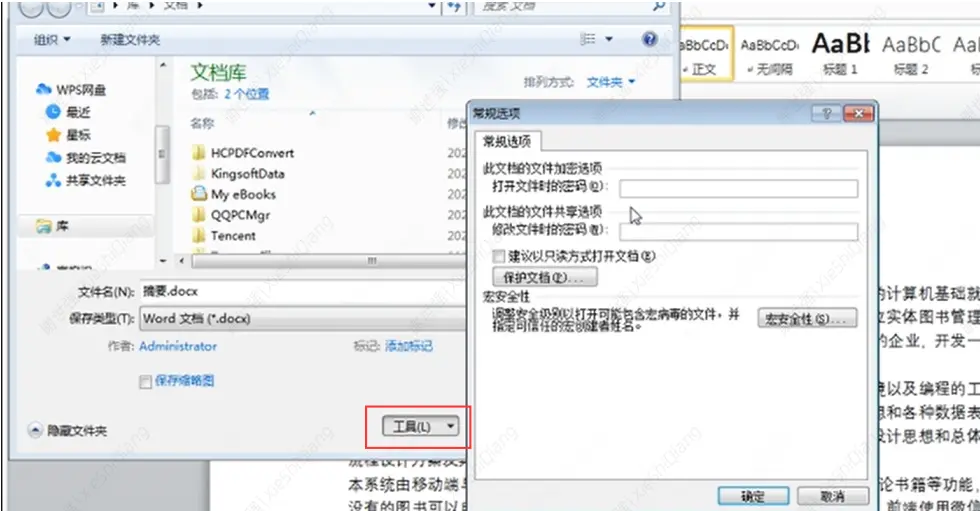 库 文档
搜索 文档
组织 新建文件夹
WPS网盘
最近
星标
我的云文档
共享文件夹
库
文档库
包括: 2 个位置
排列方式: 文件夹
名称
HCPDFConvert
KingsoftData
My eBooks
QQPCMgr
Tencent
文件名(N): 摘要.docx
保存类型(T): Word 文档 (*.docx)
作者: Administrator 标记: 添加标记
保存缩略图
隐藏文件夹
工具(L)
AaBbCcDı AaBbC AaB
正文 无间隔 标题 1 标题 2
常规选项
常规选项
此文档的文件加密选项
打开文件时的密码(O):
此文档的文件共享选项
修改文件时的密码(M):
建议以只读方式打开文档(E)
保护文档(P)...
宏安全性
调整安全级别以打开可能包含宏病毒的文件，并
指定可信任的宏创建者姓名。
宏安全性(S)...
确定 取消
的计算机基础就
实体图书管理
的企业，开发一
以及编程的工
和各种数据表
设计思想和总体
本系统由移动端与
论书籍等功能，
没有的图书可以
前端使用微信